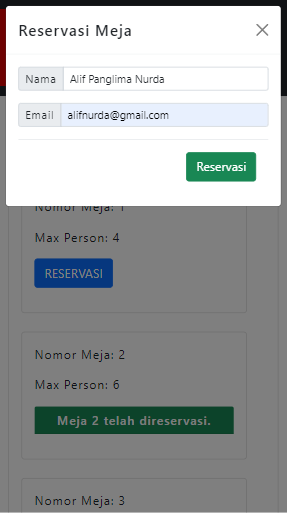 Reservasi Meja
Nama Alif Panglima Nurda
Email alifnurda@gmail.com
Reservasi
Nomor Meja: 1
Max Person: 4
RESERVASI
Nomor Meja: 2
Max Person: 6
Meja 2 telah direservasi.
Nomor Meja: 3